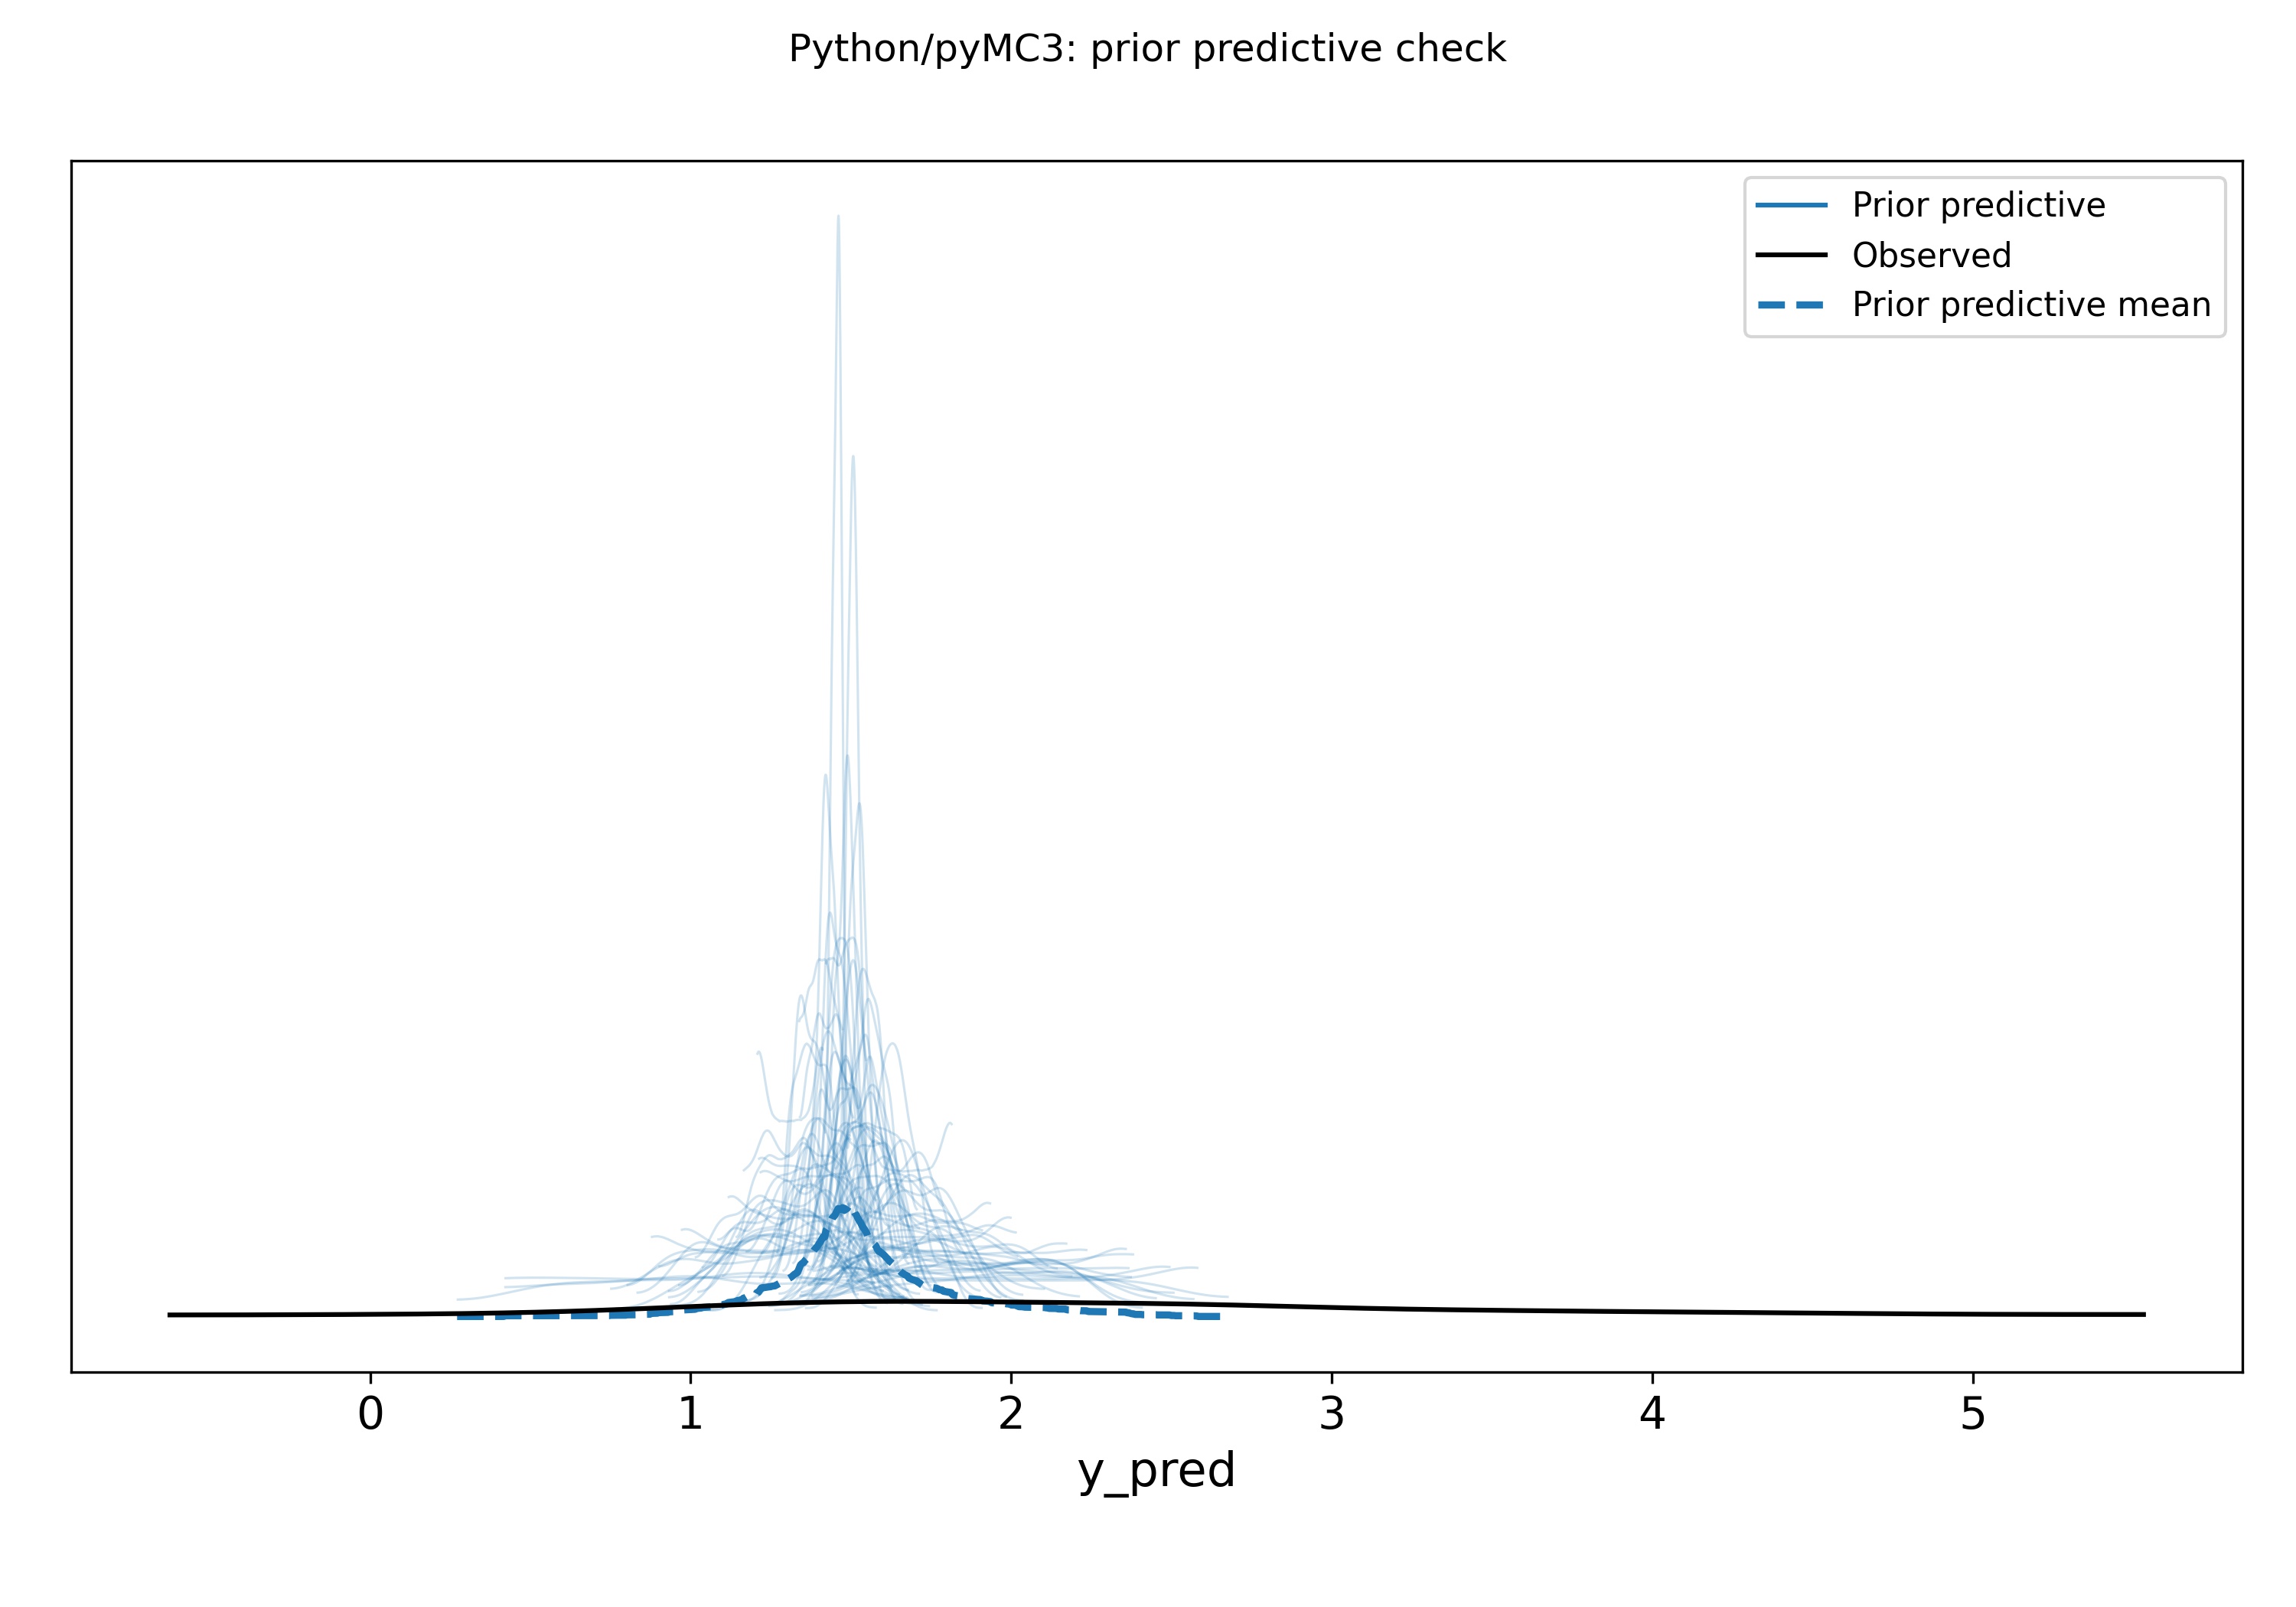 Python/pyMC3: prior predictive check
Prior predictive
Observed
Prior predictive mean
0 1 2 3 4 5
y_pred